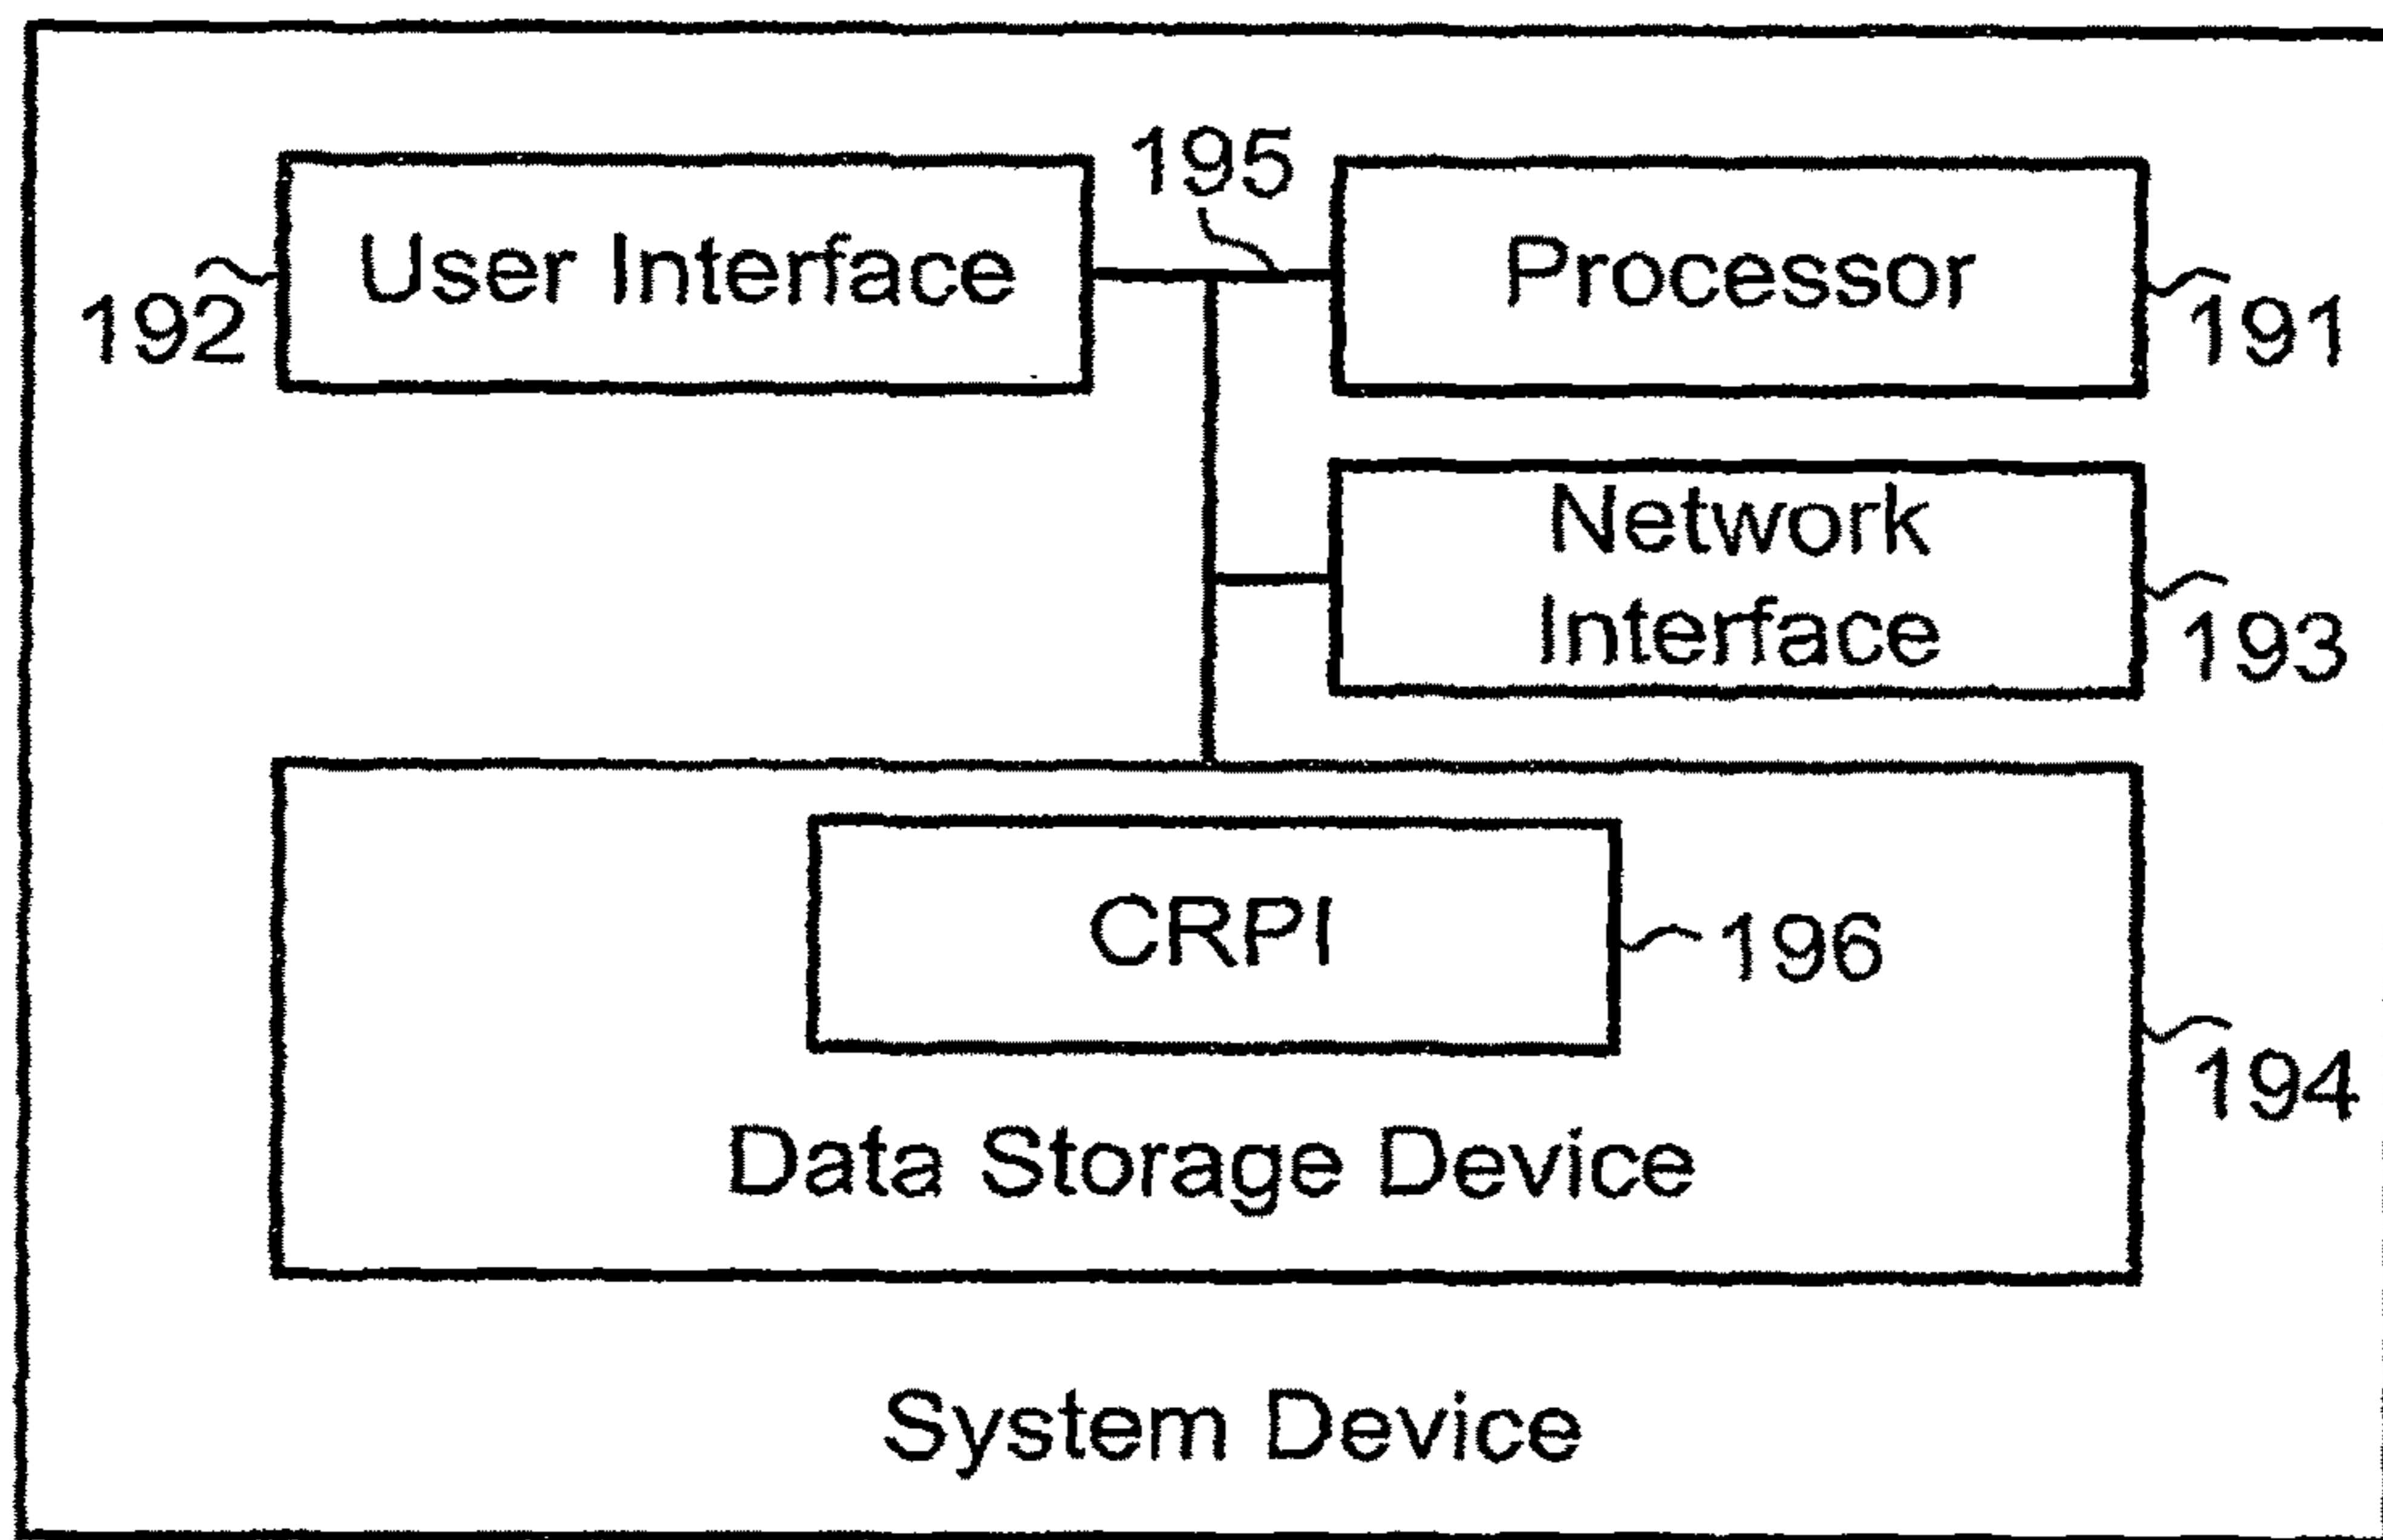 195
User Interface
Processor
192
191
Network
Interface
193
CRPI
196
194
Data Storage Device
System Device